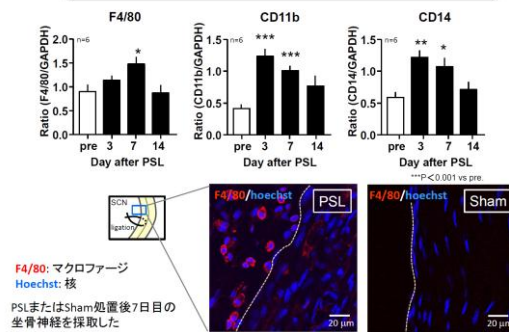 F4/80
n=6
Ratio (F4/80/GAPDH)
2.0
1.5
1.0
0.5
0.0
*
pre 3 7 14
Day after PSL
CD11b
n=6
Ratio (CD11b/GAPDH)
1.5
1.0
0.5
0.0
***
***
pre 3 7 14
Day after PSL
CD14
n=6
Ratio (CD14/GAPDH)
1.5
1.0
0.5
0.0
**
*
pre 3 7 14
Day after PSL
***P<0.001 vs pre.
SCN
ligation
F4/80: マクロファージ
Hoechst: 核
PSLまたはSham処置後7日目の
坐骨神経を採取した
F4/80/hoechst
PSL
20 μm
F4/80/hoechst
Sham
20 μm